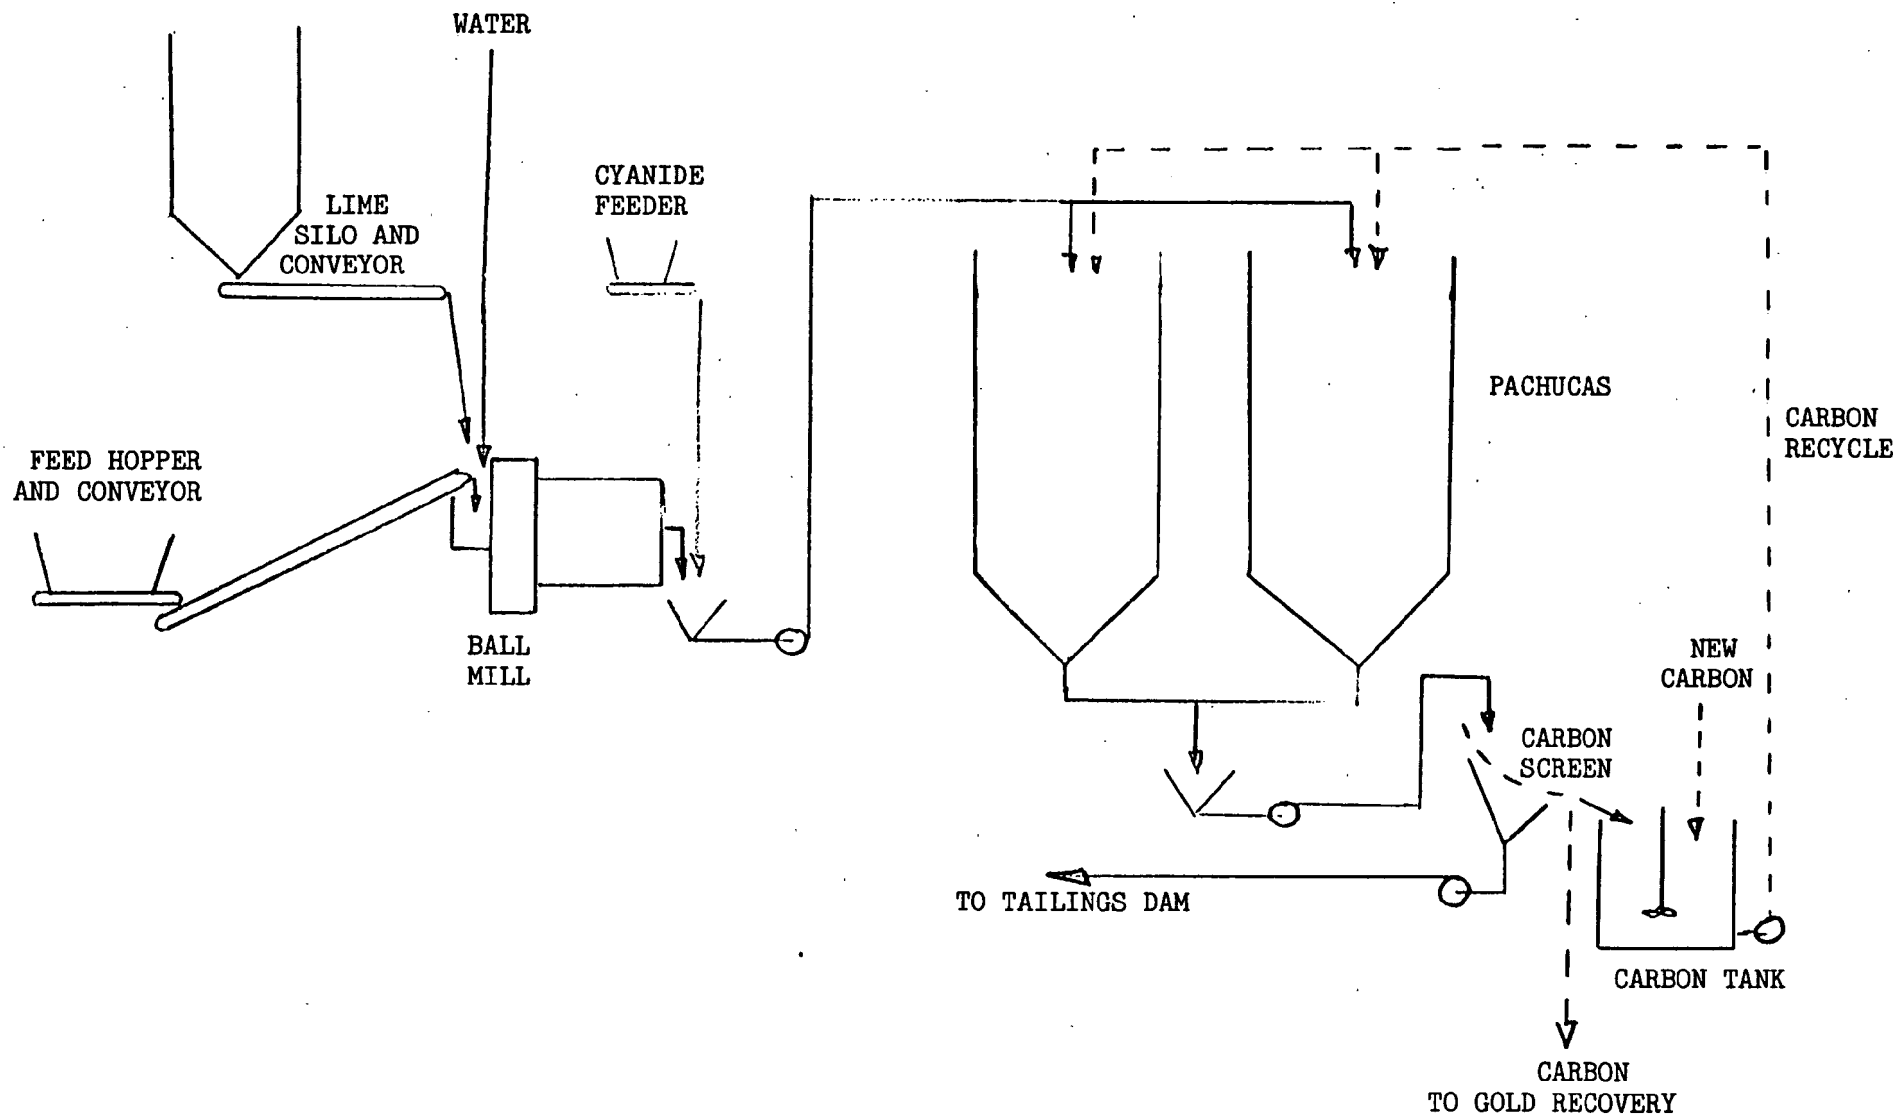 WATER
CYANIDE
FEEDER
LIME
SILO AND
CONVEYOR
FEED HOPPER
AND CONVEYOR
BALL
MILL
PACHUCAS
CARBON
RECYCLE
NEW
CARBON
CARBON
SCREEN
TO TAILINGS DAM
CARBON TANK
CARBON
TO GOLD RECOVERY